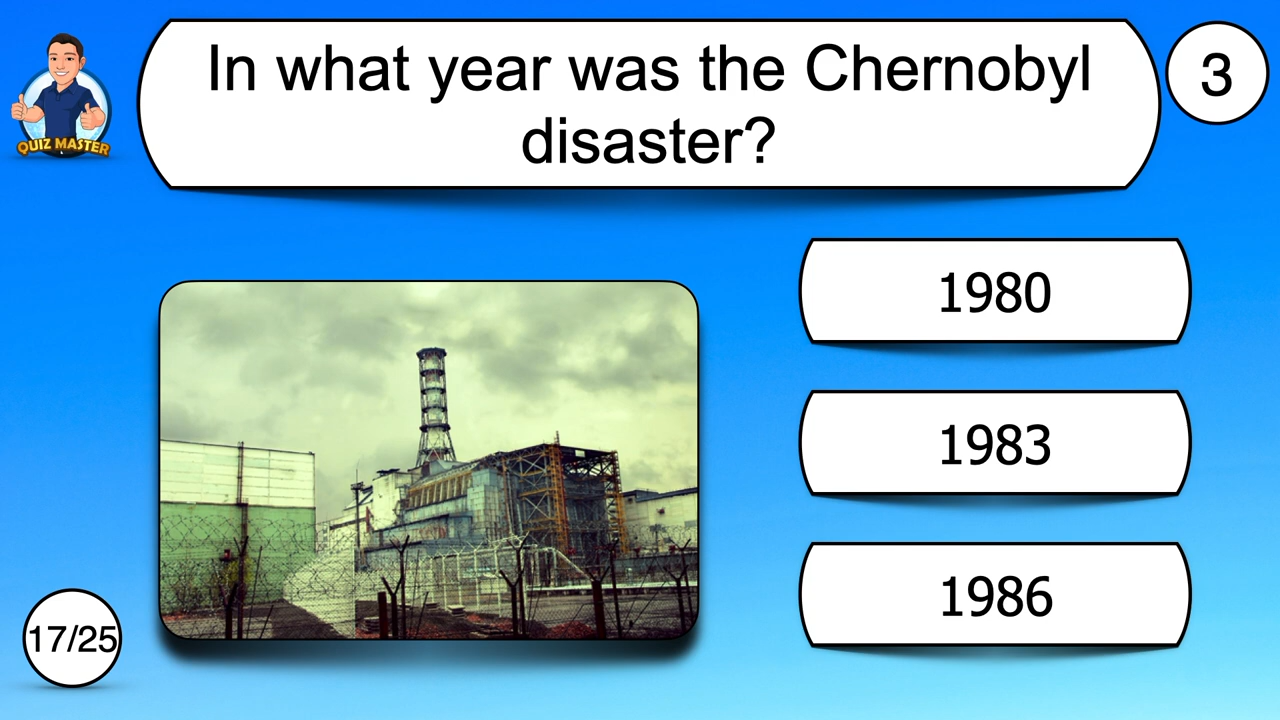 In what year was the Chernobyl
disaster?
3
QUIZ MASTER
1980
1983
1986
17/25